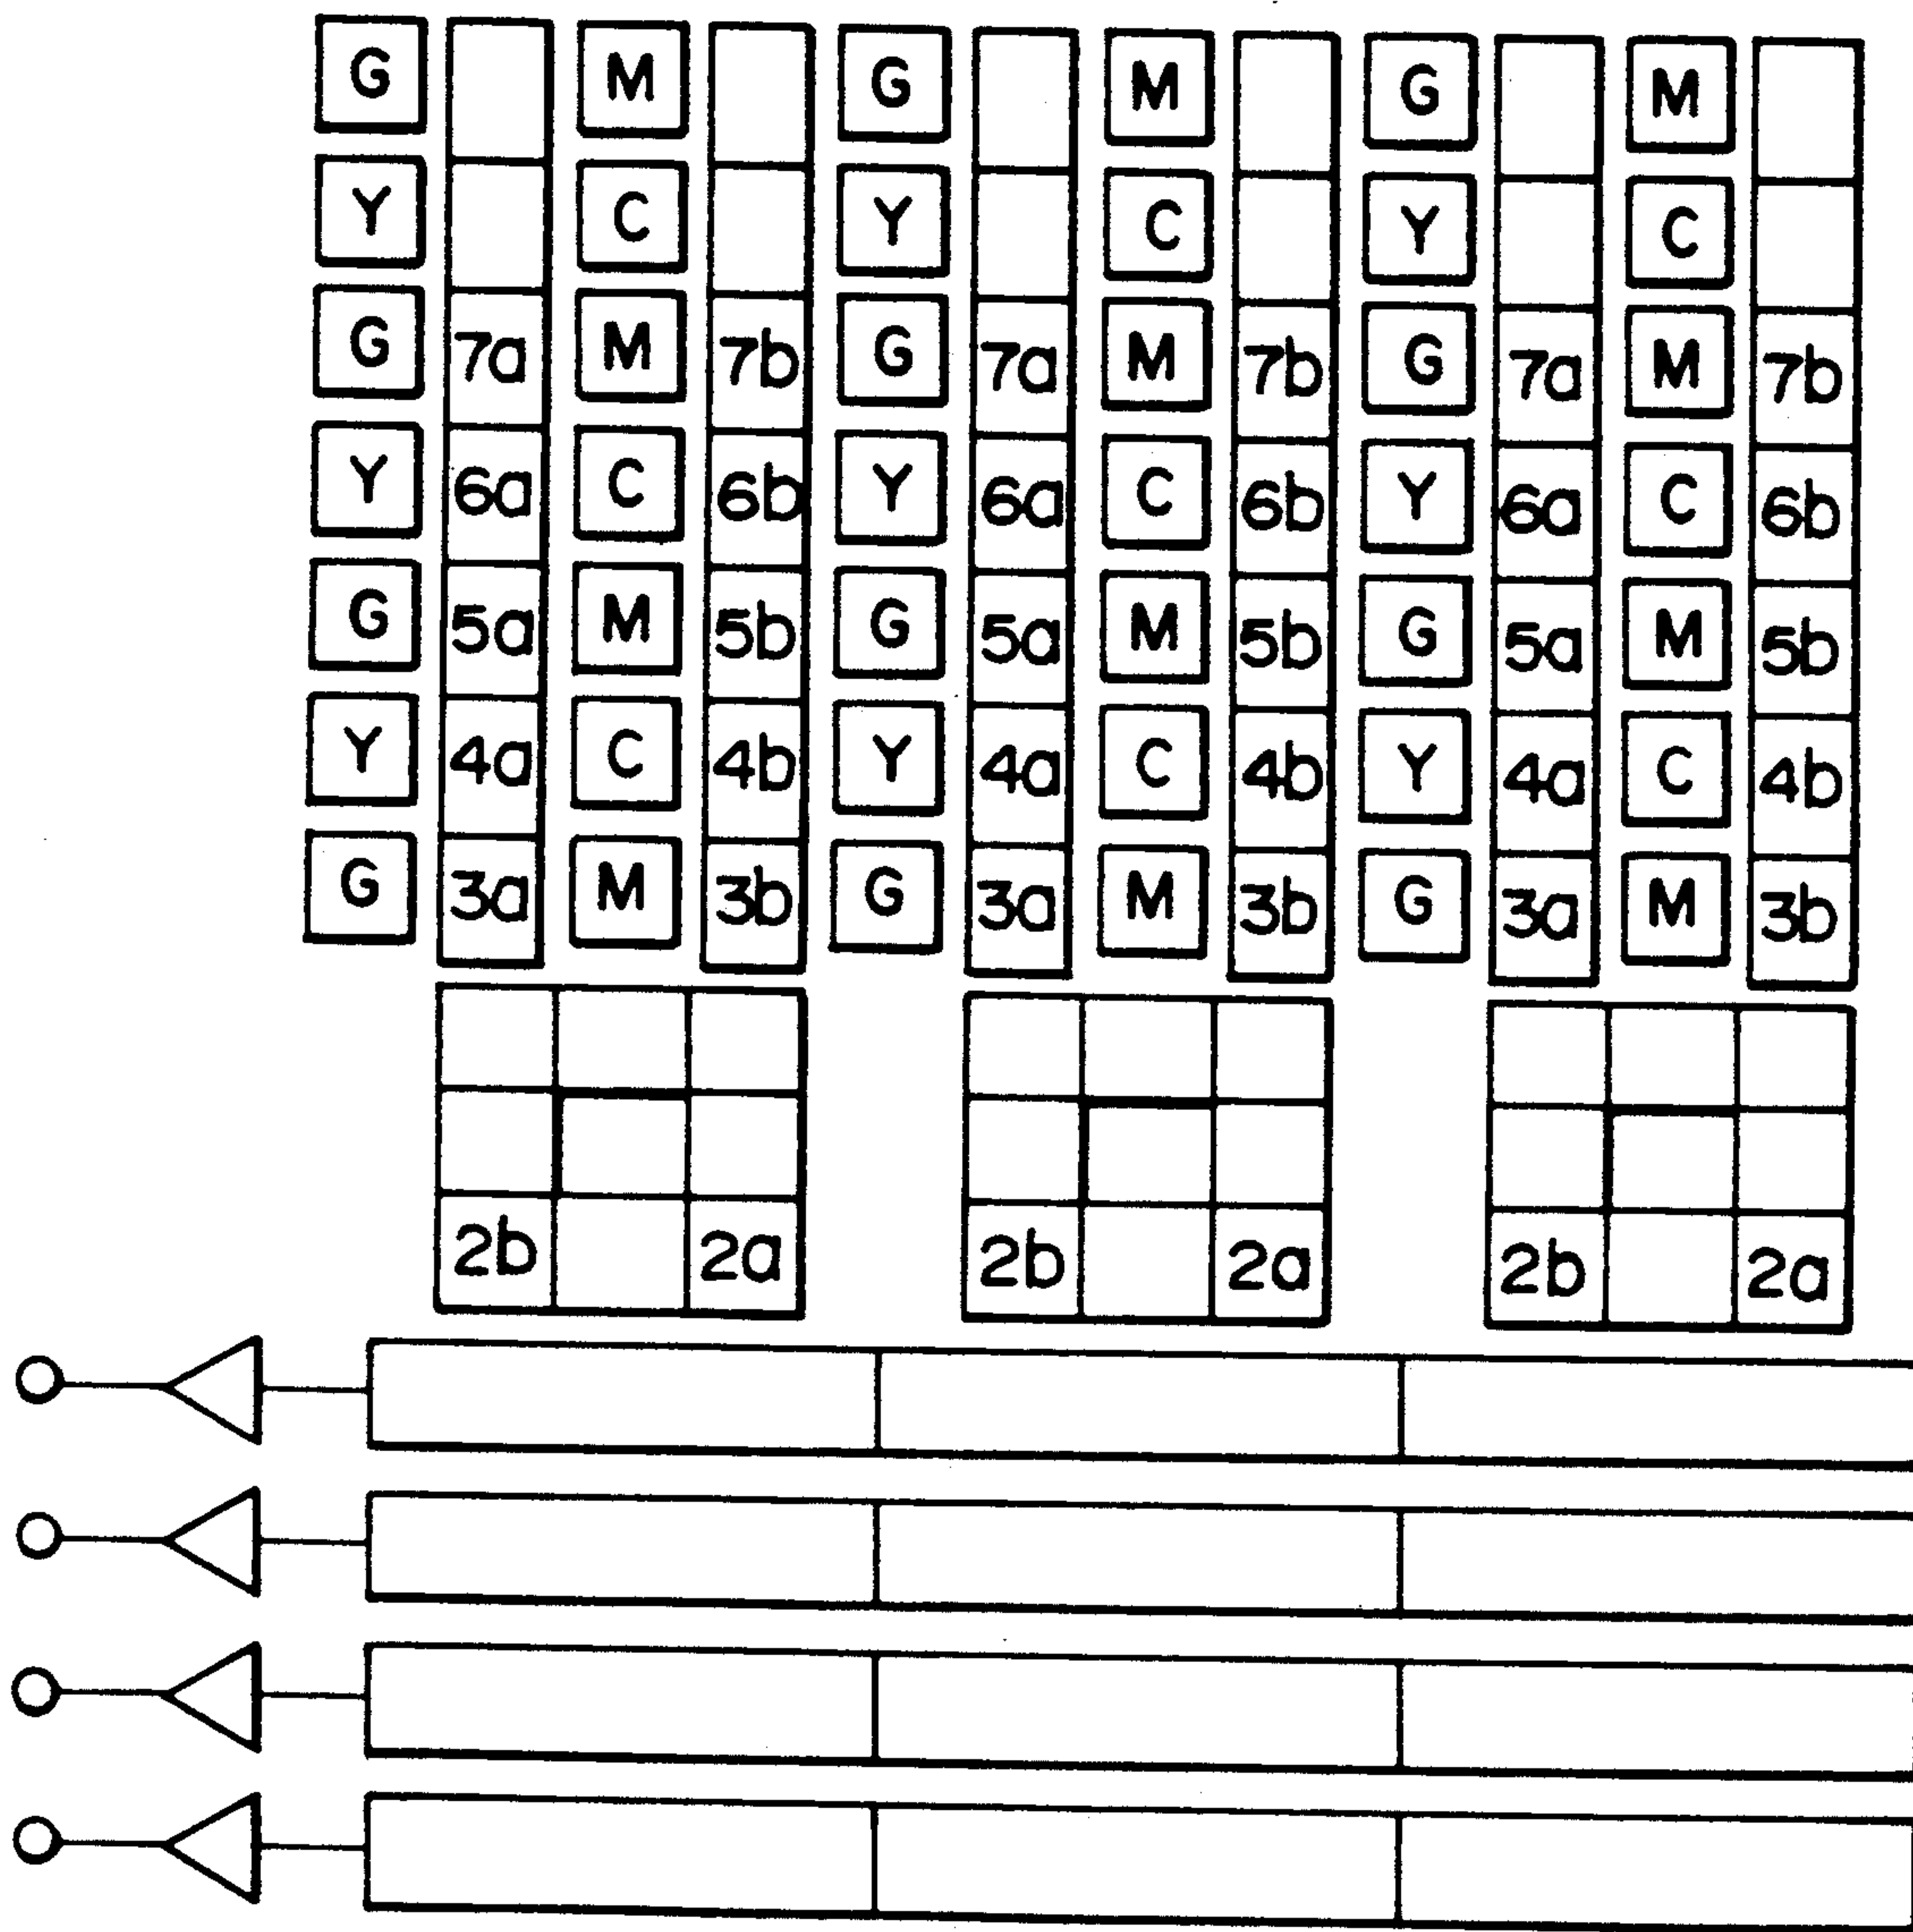 G M G M G M
Y C Y C Y C
G 7a M 7b G 7a M 7b G 7a M 7b
Y 6a C 6b Y 6a C 6b Y 6a C 6b
G 5a M 5b G 5a M 5b G 5a M 5b
Y 4a C 4b Y 4a C 4b Y 4a C 4b
G 3a M 3b G 3a M 3b G 3a M 3b
2b 2a 2b 2a 2b 2a